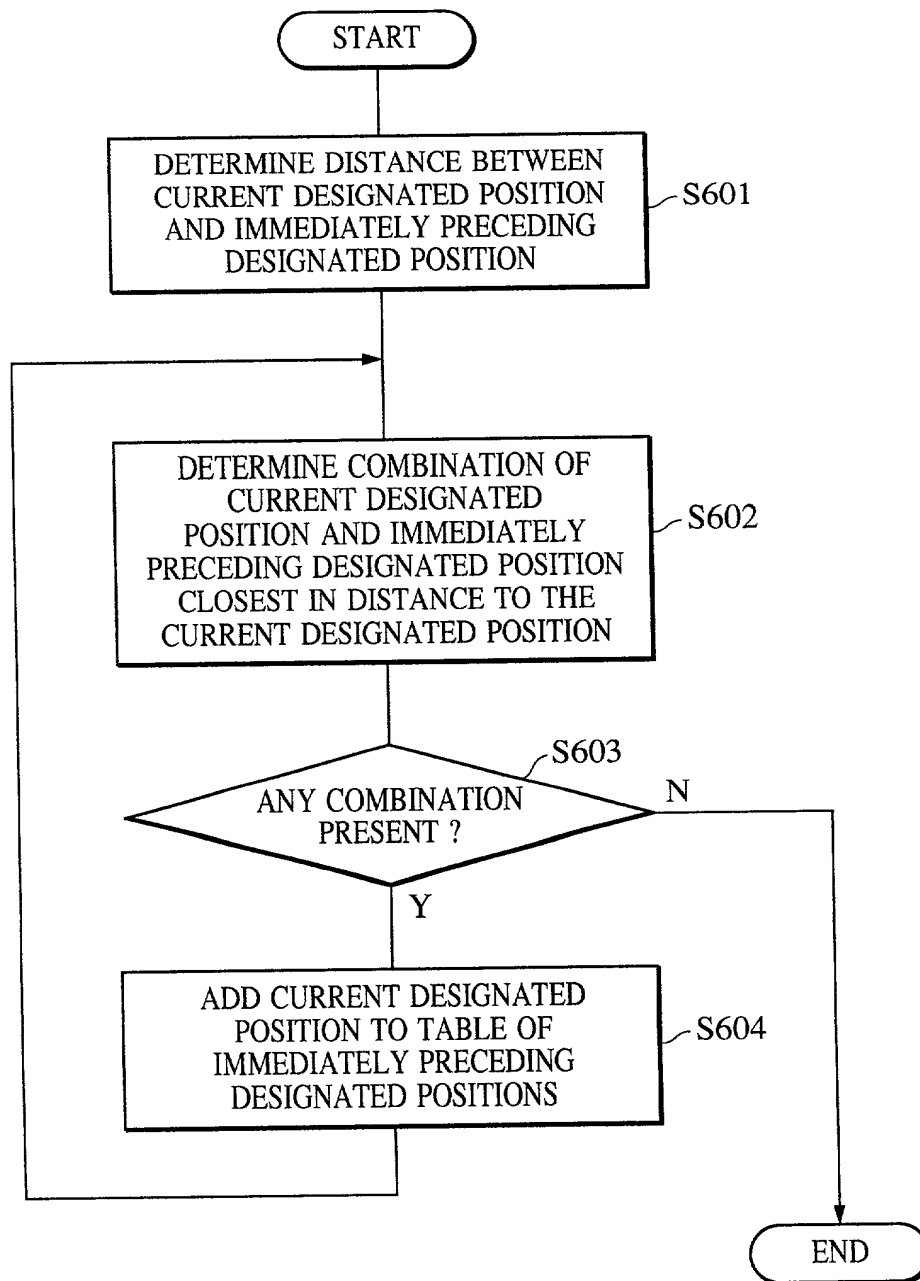 START
DETERMINE DISTANCE BETWEEN
CURRENT DESIGNATED POSITION
AND IMMEDIATELY PRECEDING
DESIGNATED POSITION
S601
DETERMINE COMBINATION OF
CURRENT DESIGNATED
POSITION AND IMMEDIATELY
PRECEDING DESIGNATED POSITION
CLOSEST IN DISTANCE TO THE
CURRENT DESIGNATED POSITION
S602
S603
ANY COMBINATION
PRESENT ?
N
Y
ADD CURRENT DESIGNATED
POSITION TO TABLE OF
IMMEDIATELY PRECEDING
DESIGNATED POSITIONS
S604
END